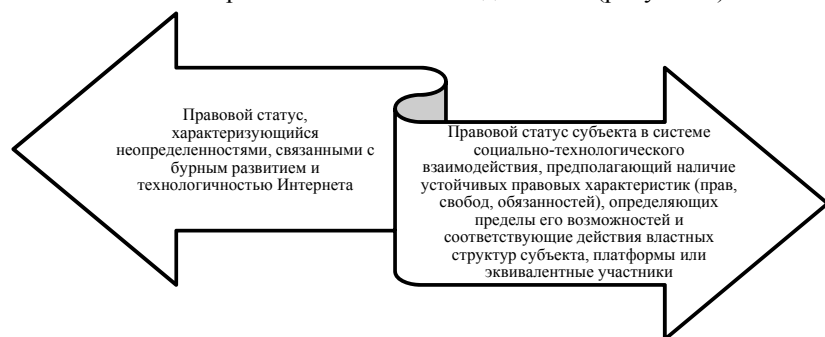 Правовой статус,
характеризующийся
неопределенностями, связанными с
бурным развитием и
технологичностью Интернета
Правовой статус субъекта в системе
социально-технологического
взаимодействия, предполагающий наличие
устойчивых правовых характеристик (прав,
свобод, обязанностей), определяющих
пределы его возможностей и
соответствующие действия властных
структур субъекта, платформы или
эквивалентные участники